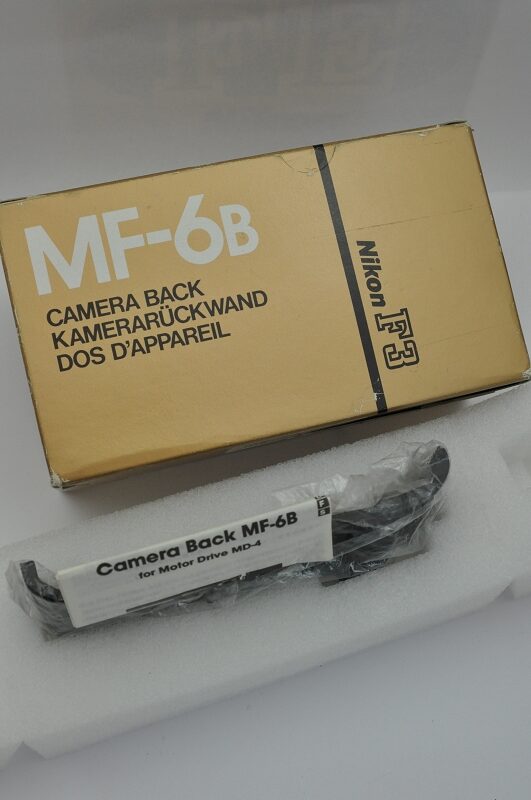 MF-6B
CAMERA BACK
KAMERARÜCKWAND
DOS D'APPAREIL
Nikon F3
Camera Back MF-6B
for Motor Drive MD-4